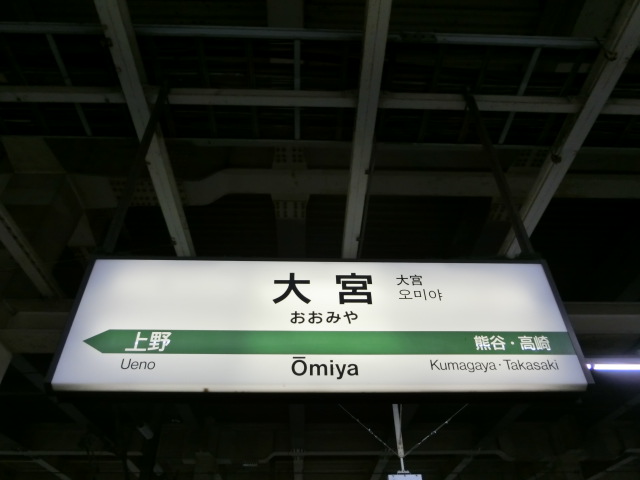 大宮
大宮
오미야
おおみや
上野
熊谷・高崎
Ueno
Ōmiya
Kumagaya・Takasaki